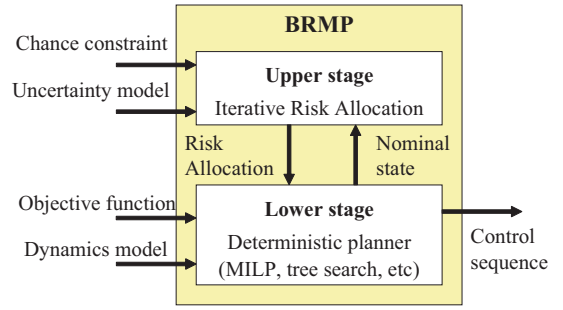 BRMP
Chance constraint
Uncertainty model
Upper stage
Iterative Risk Allocation
Risk
Allocation
Nominal
state
Objective function
Dynamics model
Lower stage
Deterministic planner
(MILP, tree search, etc)
Control
sequence